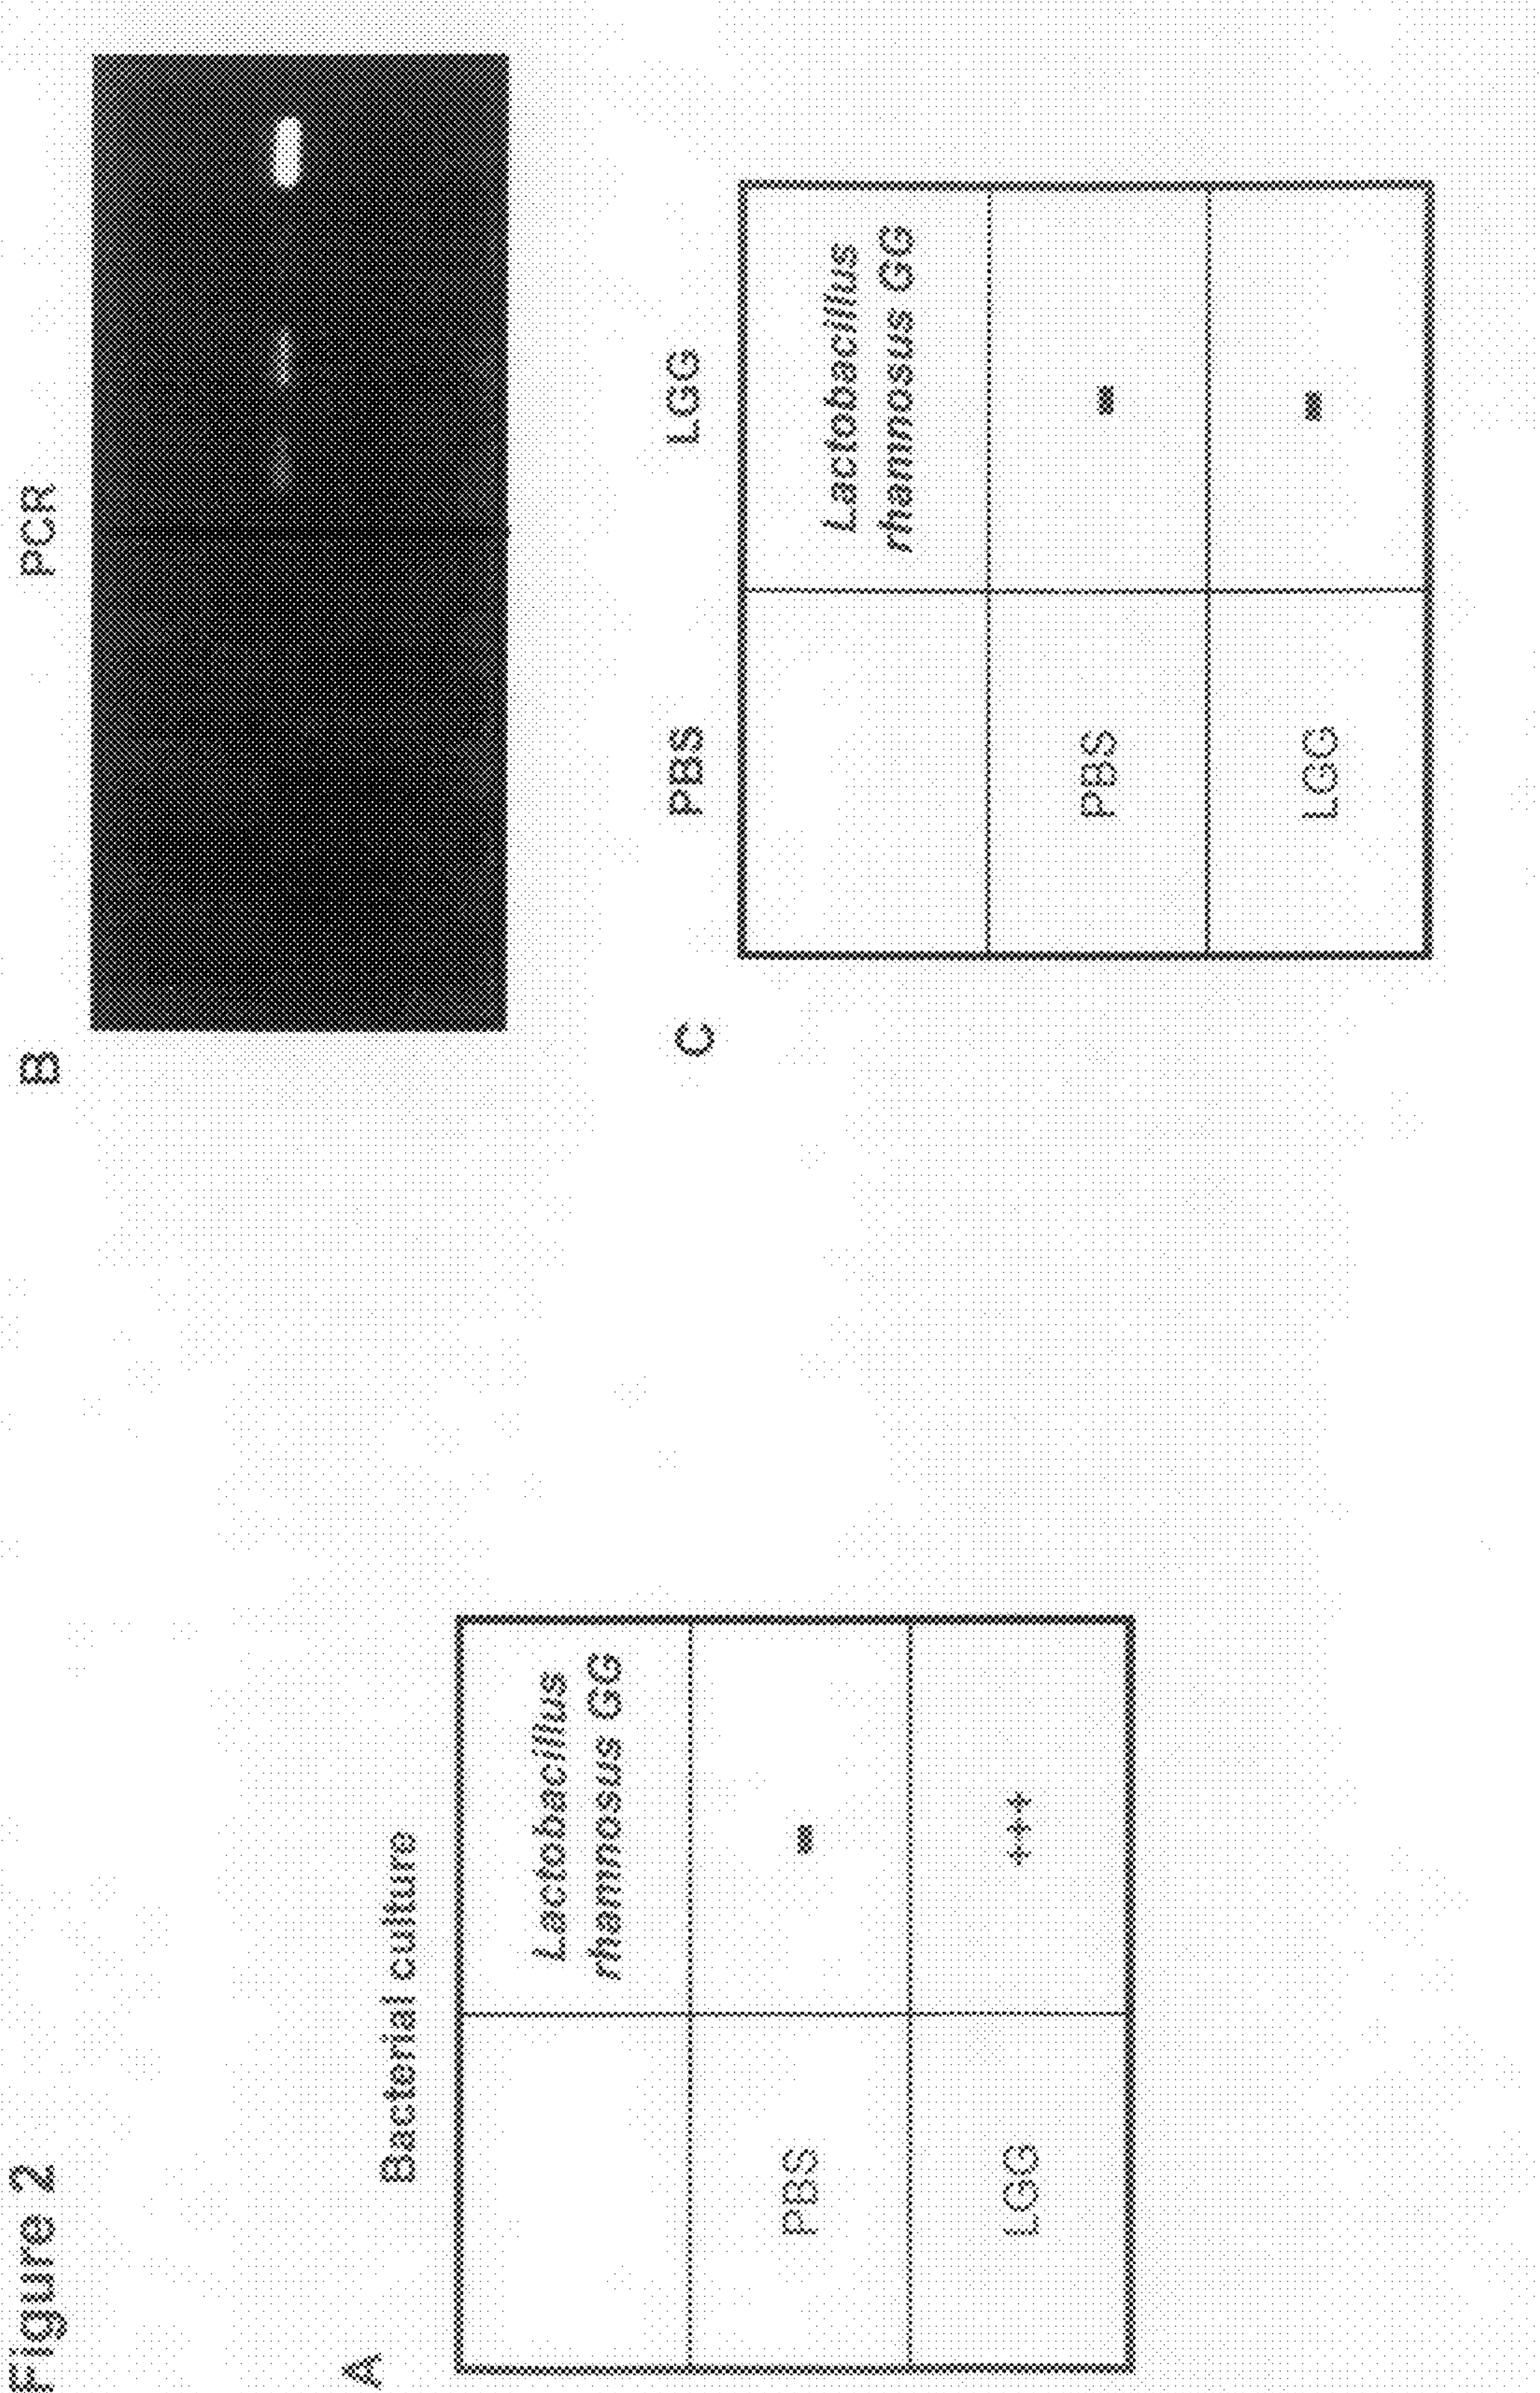 Figure 2
A
Bacterial culture
Lactobacillus
rhamnosus GG
PBS
-
LGG
+++
B
PCR
PBS
LGG
C
Lactobacillus
rhamnosus GG
PBS
-
LGG
-